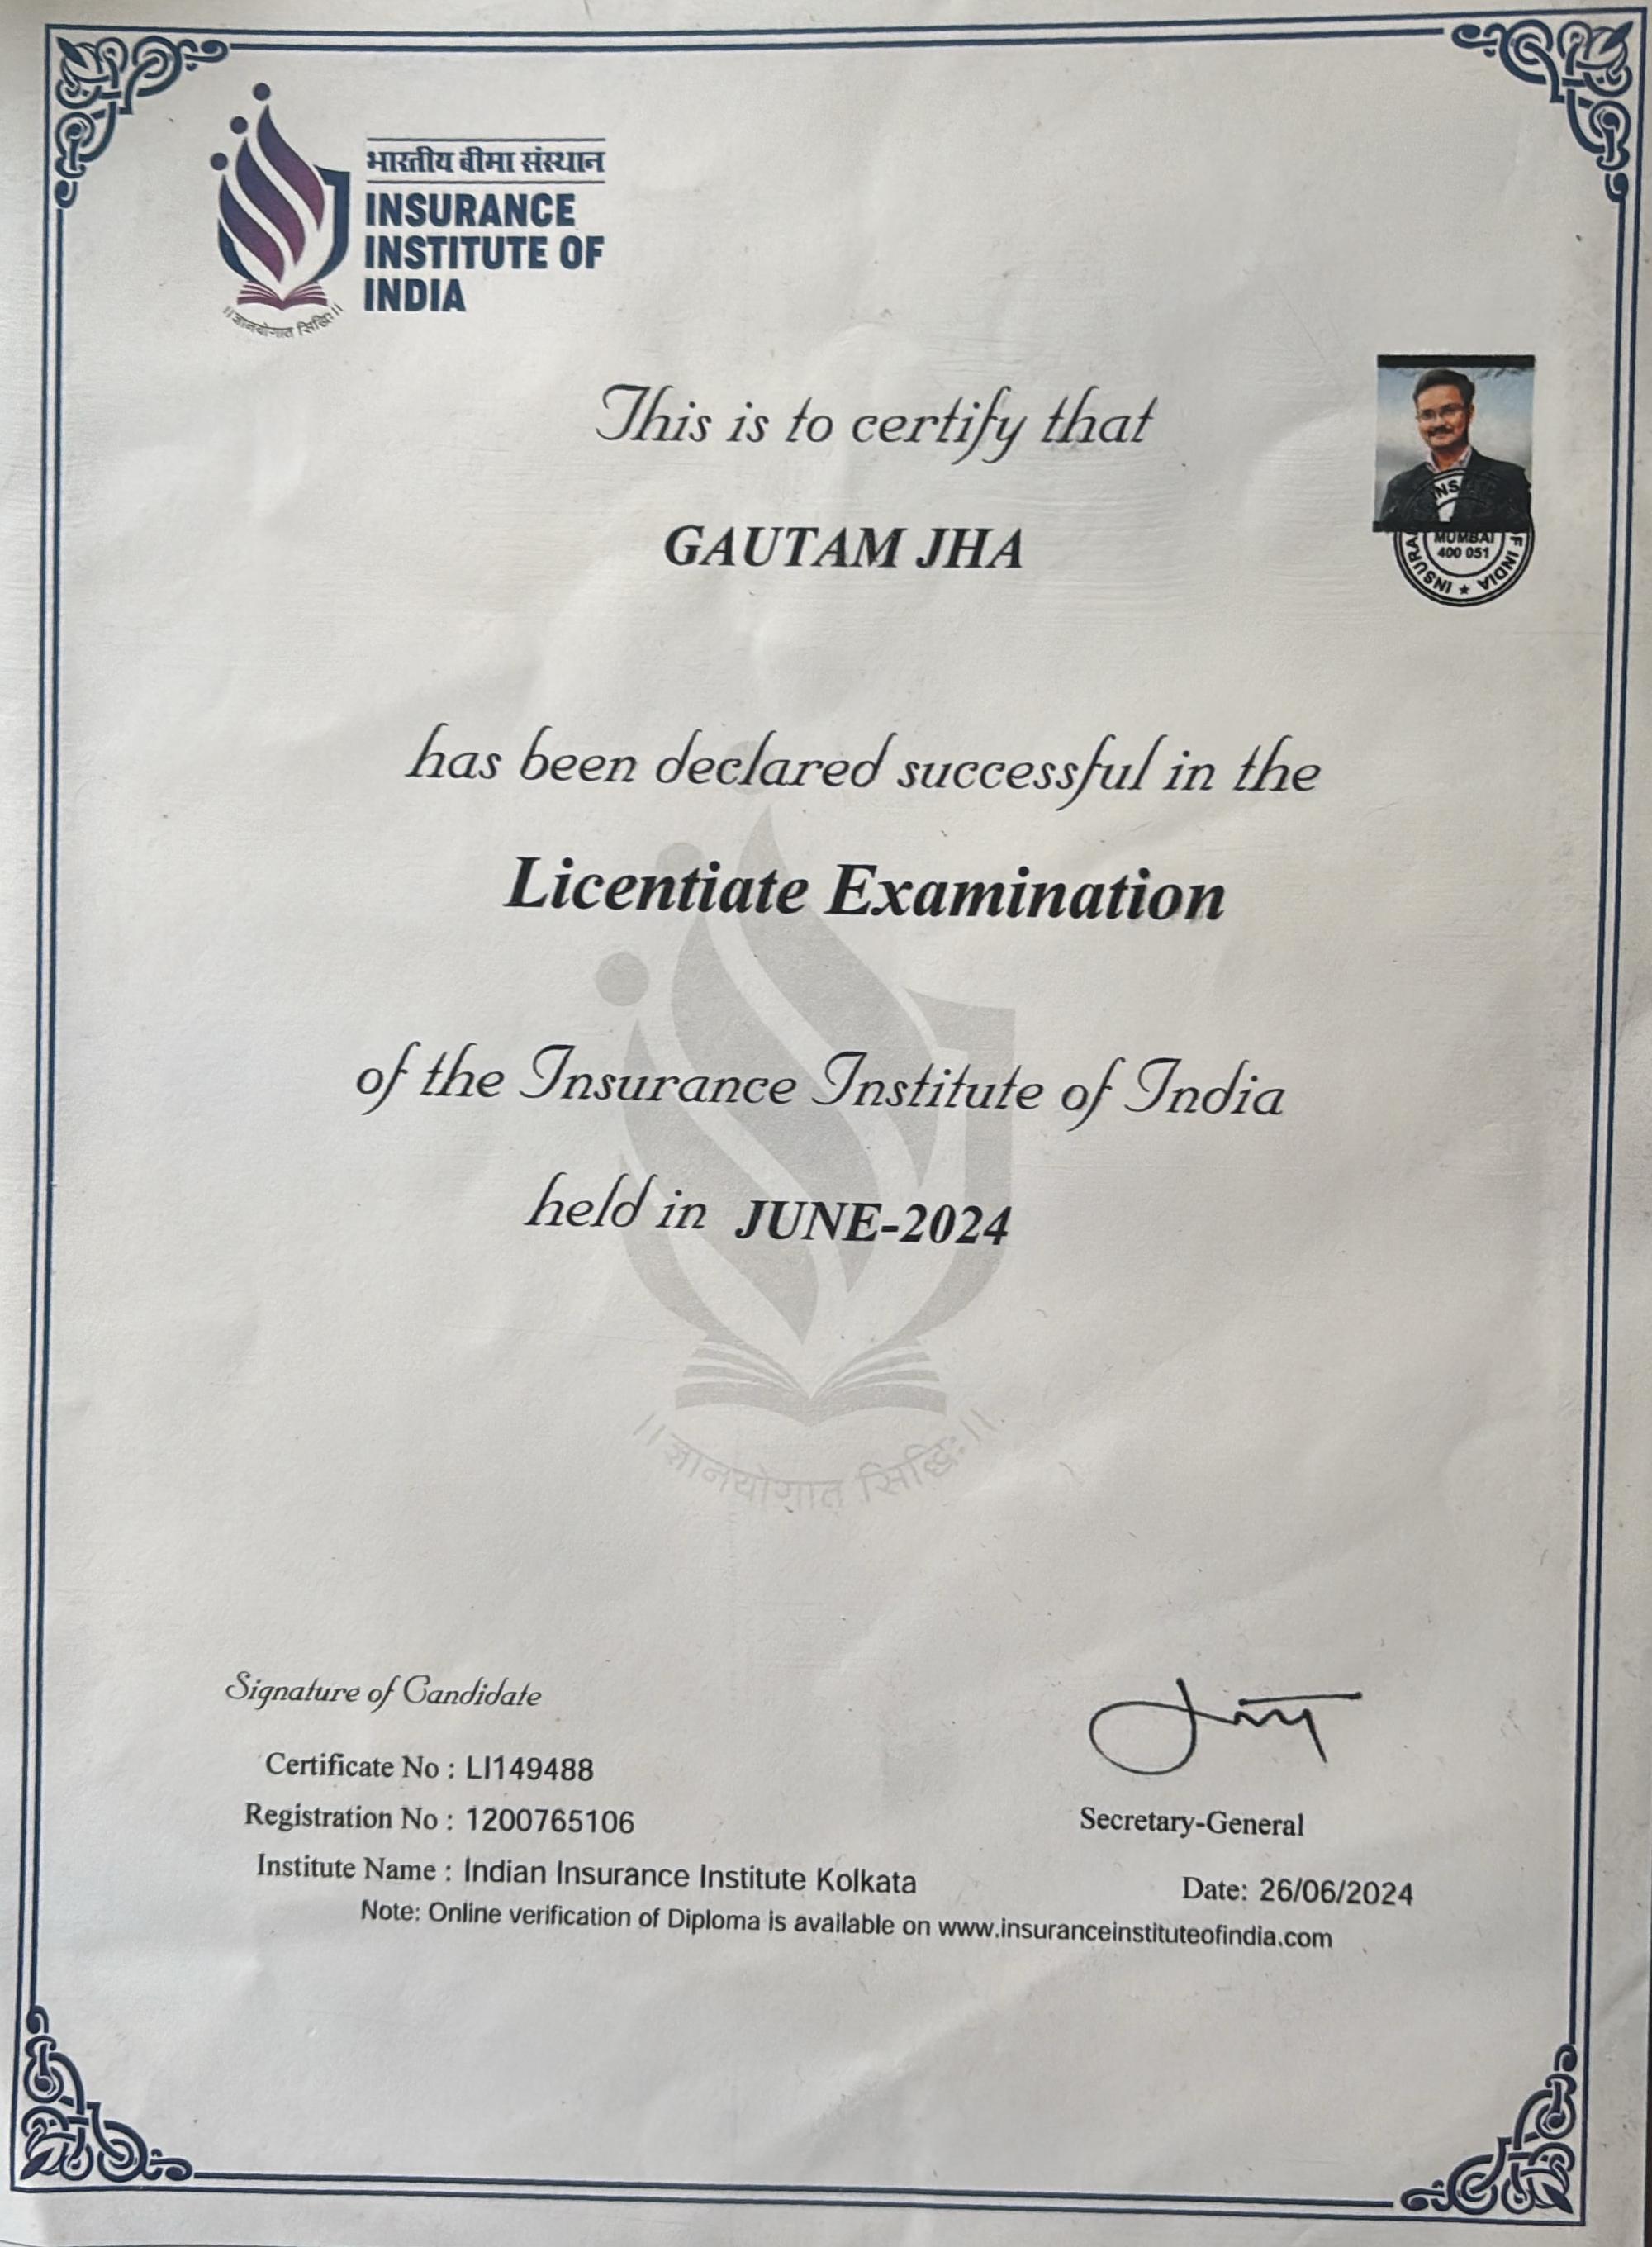 भारतीय बीमा संस्थान
INSURANCE
INSTITUTE OF
INDIA
॥ ज्ञानयोगात सिद्धिः ॥
This is to certify that
GAUTAM JHA
MUMBAI
400 051
has been declared successful in the
Licentiate Examination
of the Insurance Institute of India
held in JUNE-2024
॥ ज्ञानयोगात सिद्धिः ॥
Signature of Candidate
Certificate No : LI149488
Registration No : 1200765106
Secretary-General
Institute Name : Indian Insurance Institute Kolkata
Date: 26/06/2024
Note: Online verification of Diploma is available on www.insuranceinstituteofindia.com